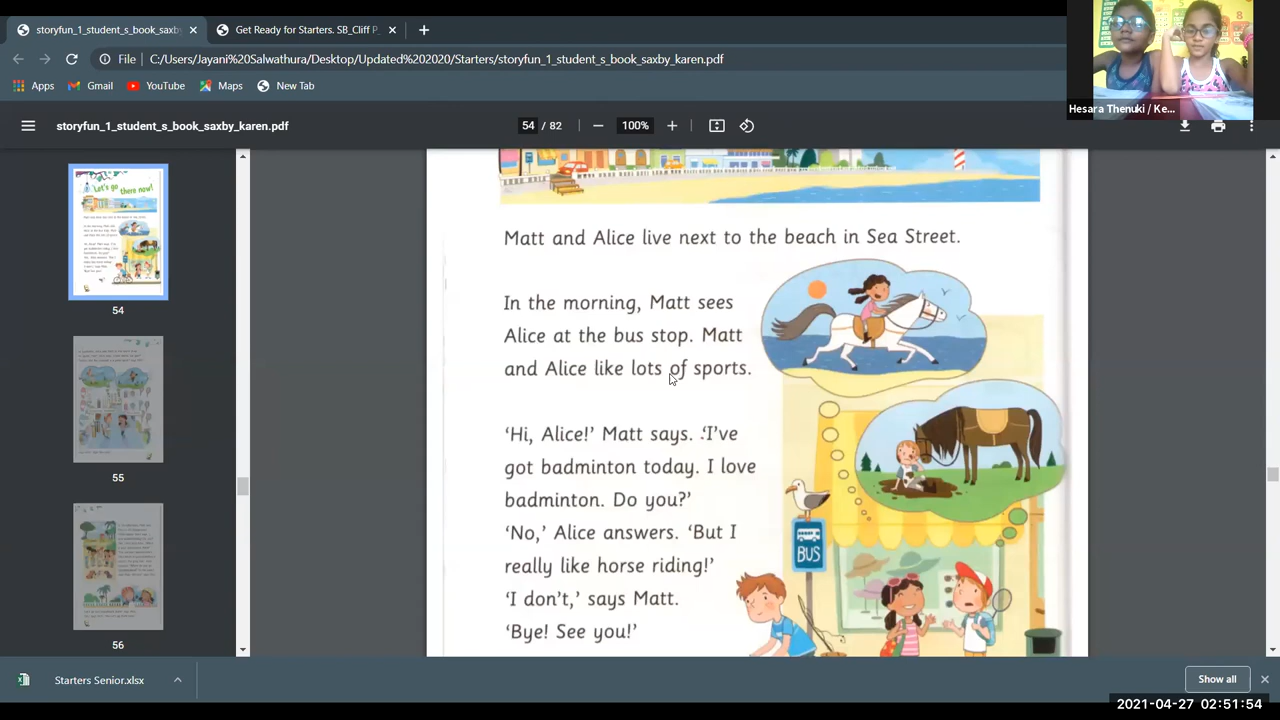 storyfun_1_student_s_book_saxby
Get Ready for Starters. SB_Cliff P
File
C:/Users/Jayani%20Salwathura/Desktop/Updated%202020/Starters/storyfun_1_student_s_book_saxby_karen.pdf
Apps
Gmail
YouTube
Maps
New Tab
Hesara Thenuki / Ke...
storyfun_1_student_s_book_saxby_karen.pdf
54 / 82
100%
Let's go there now!
54
55
56
Matt and Alice live next to the beach in Sea Street.
In the morning, Matt sees
Alice at the bus stop. Matt
and Alice like lots of sports.
'Hi, Alice!' Matt says. 'I've
got badminton today. I love
badminton. Do you?'
'No,' Alice answers. 'But I
really like horse riding!'
'I don't,' says Matt.
'Bye! See you!'
BUS
Starters Senior.xlsx
Show all
2021-04-27 02:51:54